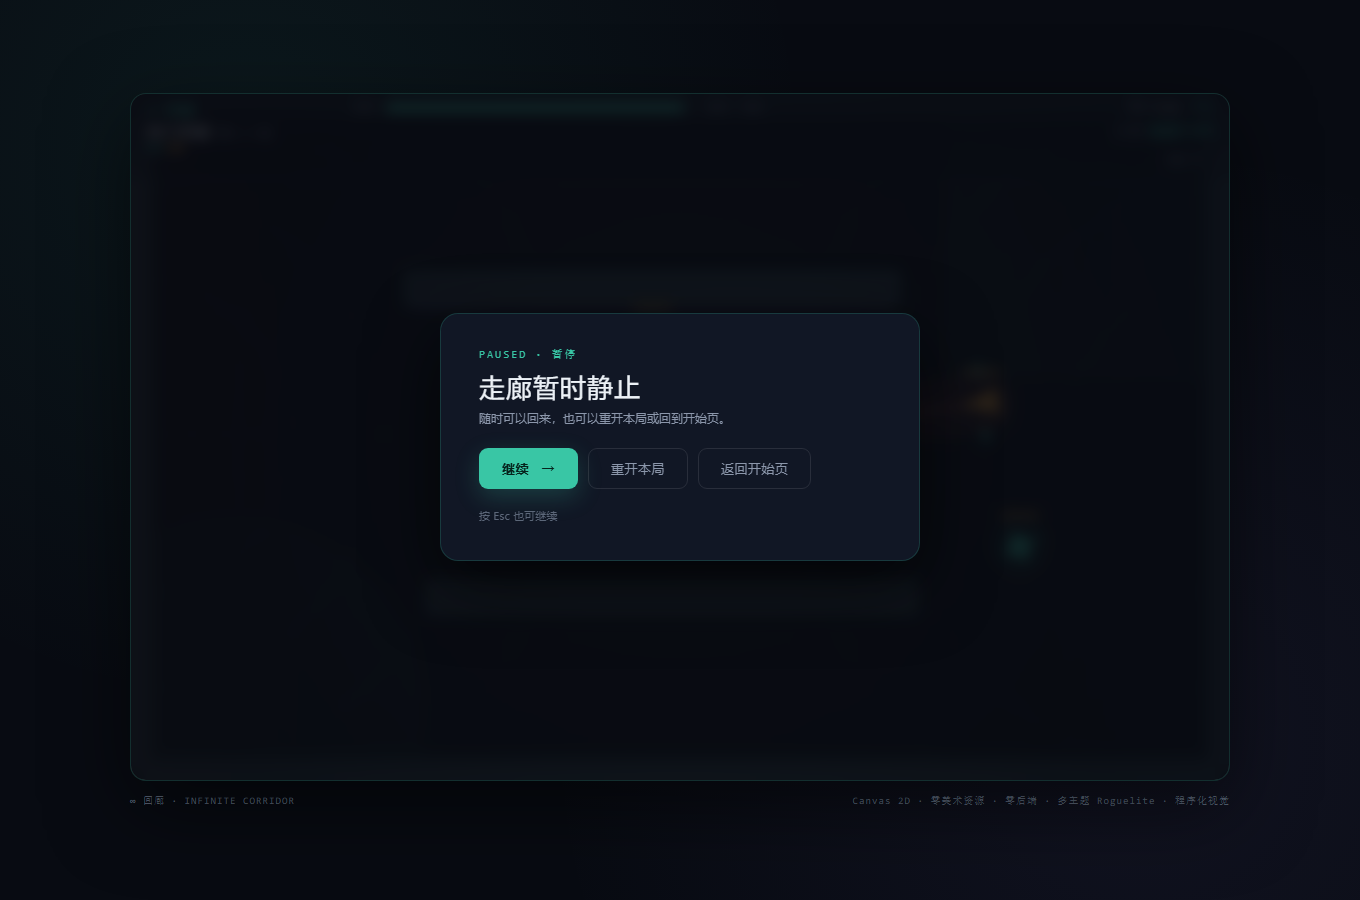 PAUSED · 暂停
走廊暂时静止
随时可以回来，也可以重开本局或回到开始页。
继续 →
重开本局
返回开始页
按 Esc 也可继续
∞ 回廊 · INFINITE CORRIDOR
Canvas 2D · 零美术资源 · 零后端 · 多主题 Roguelite · 程序化视觉